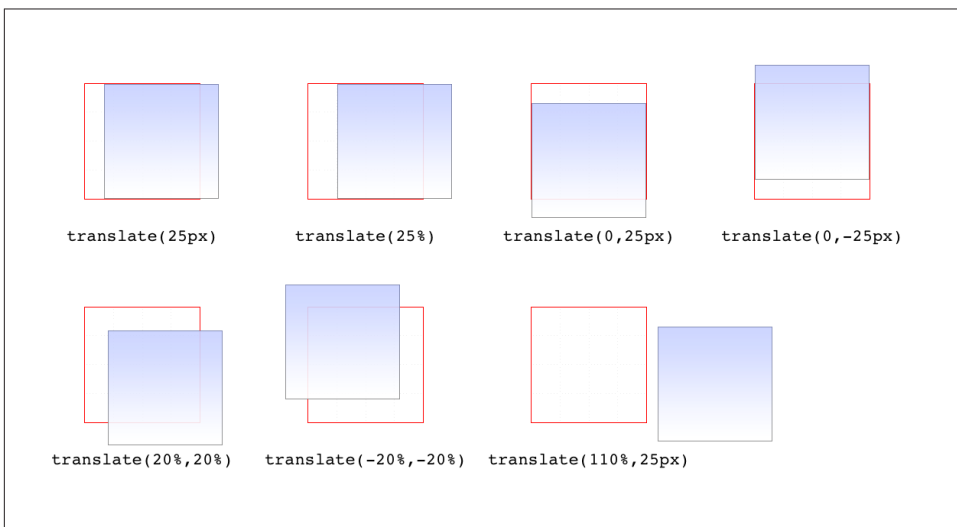 translate(25px)
translate(25%)
translate(0,25px)
translate(0,-25px)
translate(20%,20%)
translate(-20%,-20%)
translate(110%,25px)